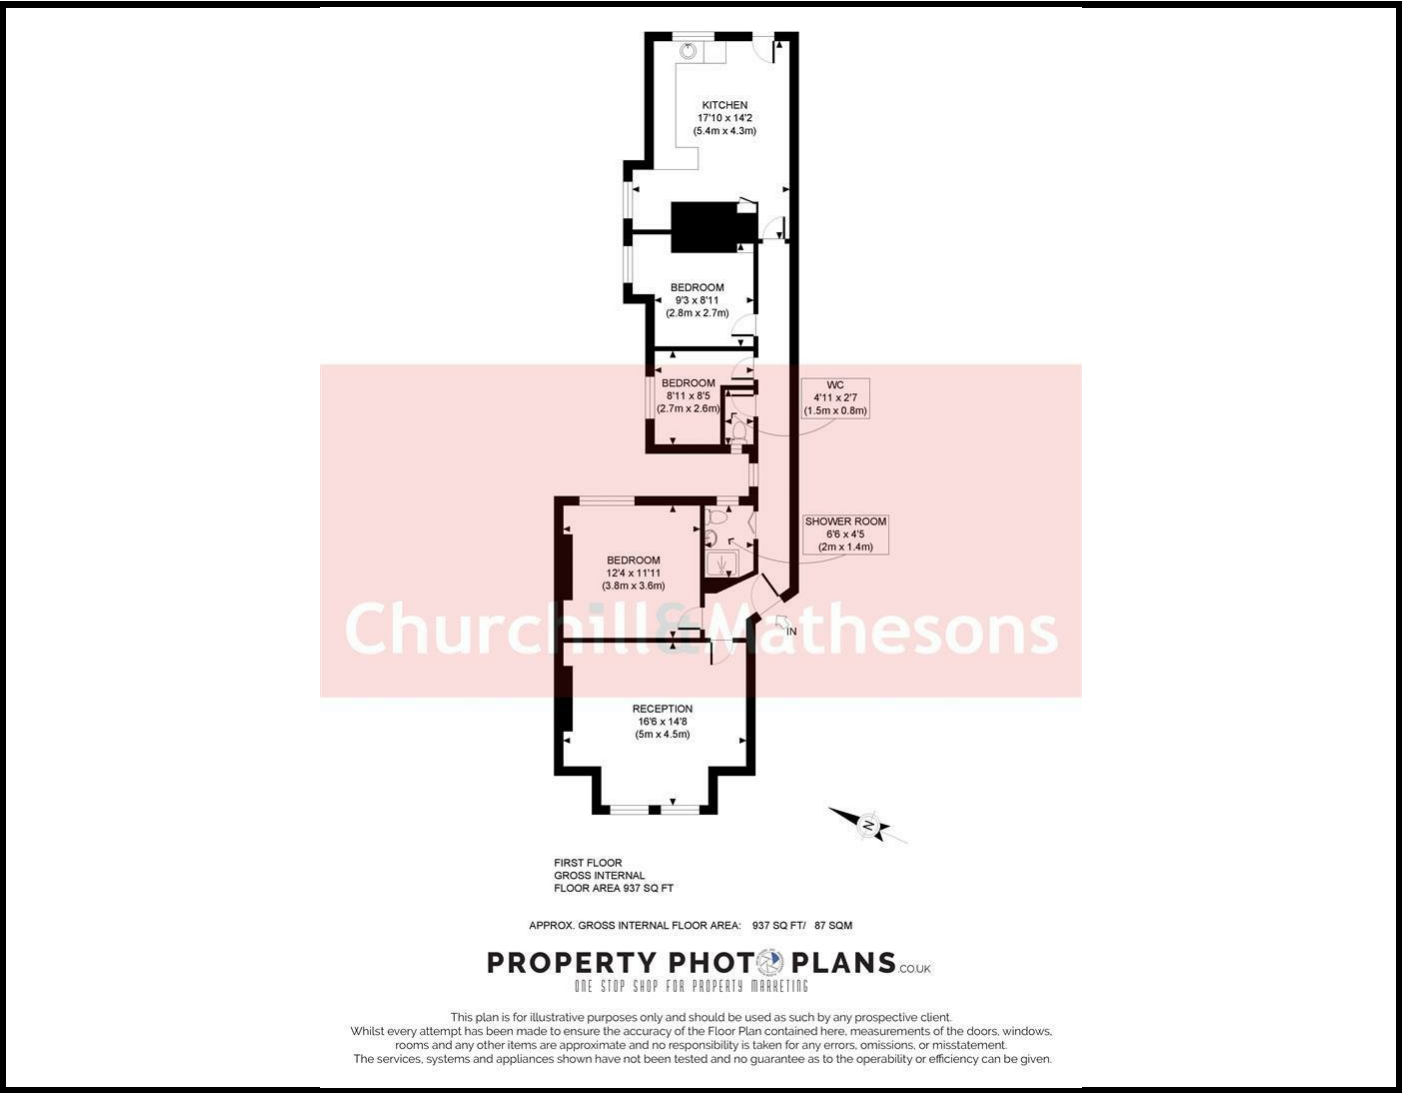 KITCHEN
17'10 x 14'2
(5.4m x 4.3m)
BEDROOM
9'3 x 8'11
(2.8m x 2.7m)
BEDROOM
8'11 x 8'5
(2.7m x 2.6m)
WC
4'11 x 2'7
(1.5m x 0.8m)
SHOWER ROOM
6'6 x 4'5
(2m x 1.4m)
BEDROOM
12'4 x 11'11
(3.8m x 3.6m)
Churchill&Mathesons
IN
RECEPTION
16'6 x 14'8
(5m x 4.5m)
N
FIRST FLOOR
GROSS INTERNAL
FLOOR AREA 937 SQ FT
APPROX. GROSS INTERNAL FLOOR AREA: 937 SQ FT/ 87 SQM
PROPERTY PHOTO PLANS.CO.UK
ONE STOP SHOP FOR PROPERTY MARKETING
This plan is for illustrative purposes only and should be used as such by any prospective client.
Whilst every attempt has been made to ensure the accuracy of the Floor Plan contained here, measurements of the doors, windows,
rooms and any other items are approximate and no responsibility is taken for any errors, omissions, or misstatement.
The services, systems and appliances shown have not been tested and no guarantee as to the operability or efficiency can be given.